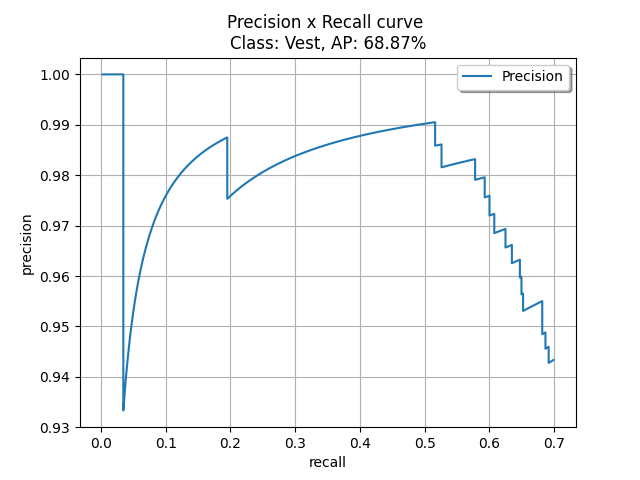 Precision x Recall curve
Class: Vest, AP: 68.87%
Precision
1.00
0.99
0.98
0.97
0.96
0.95
0.94
0.93
precision
0.0 0.1 0.2 0.3 0.4 0.5 0.6 0.7
recall